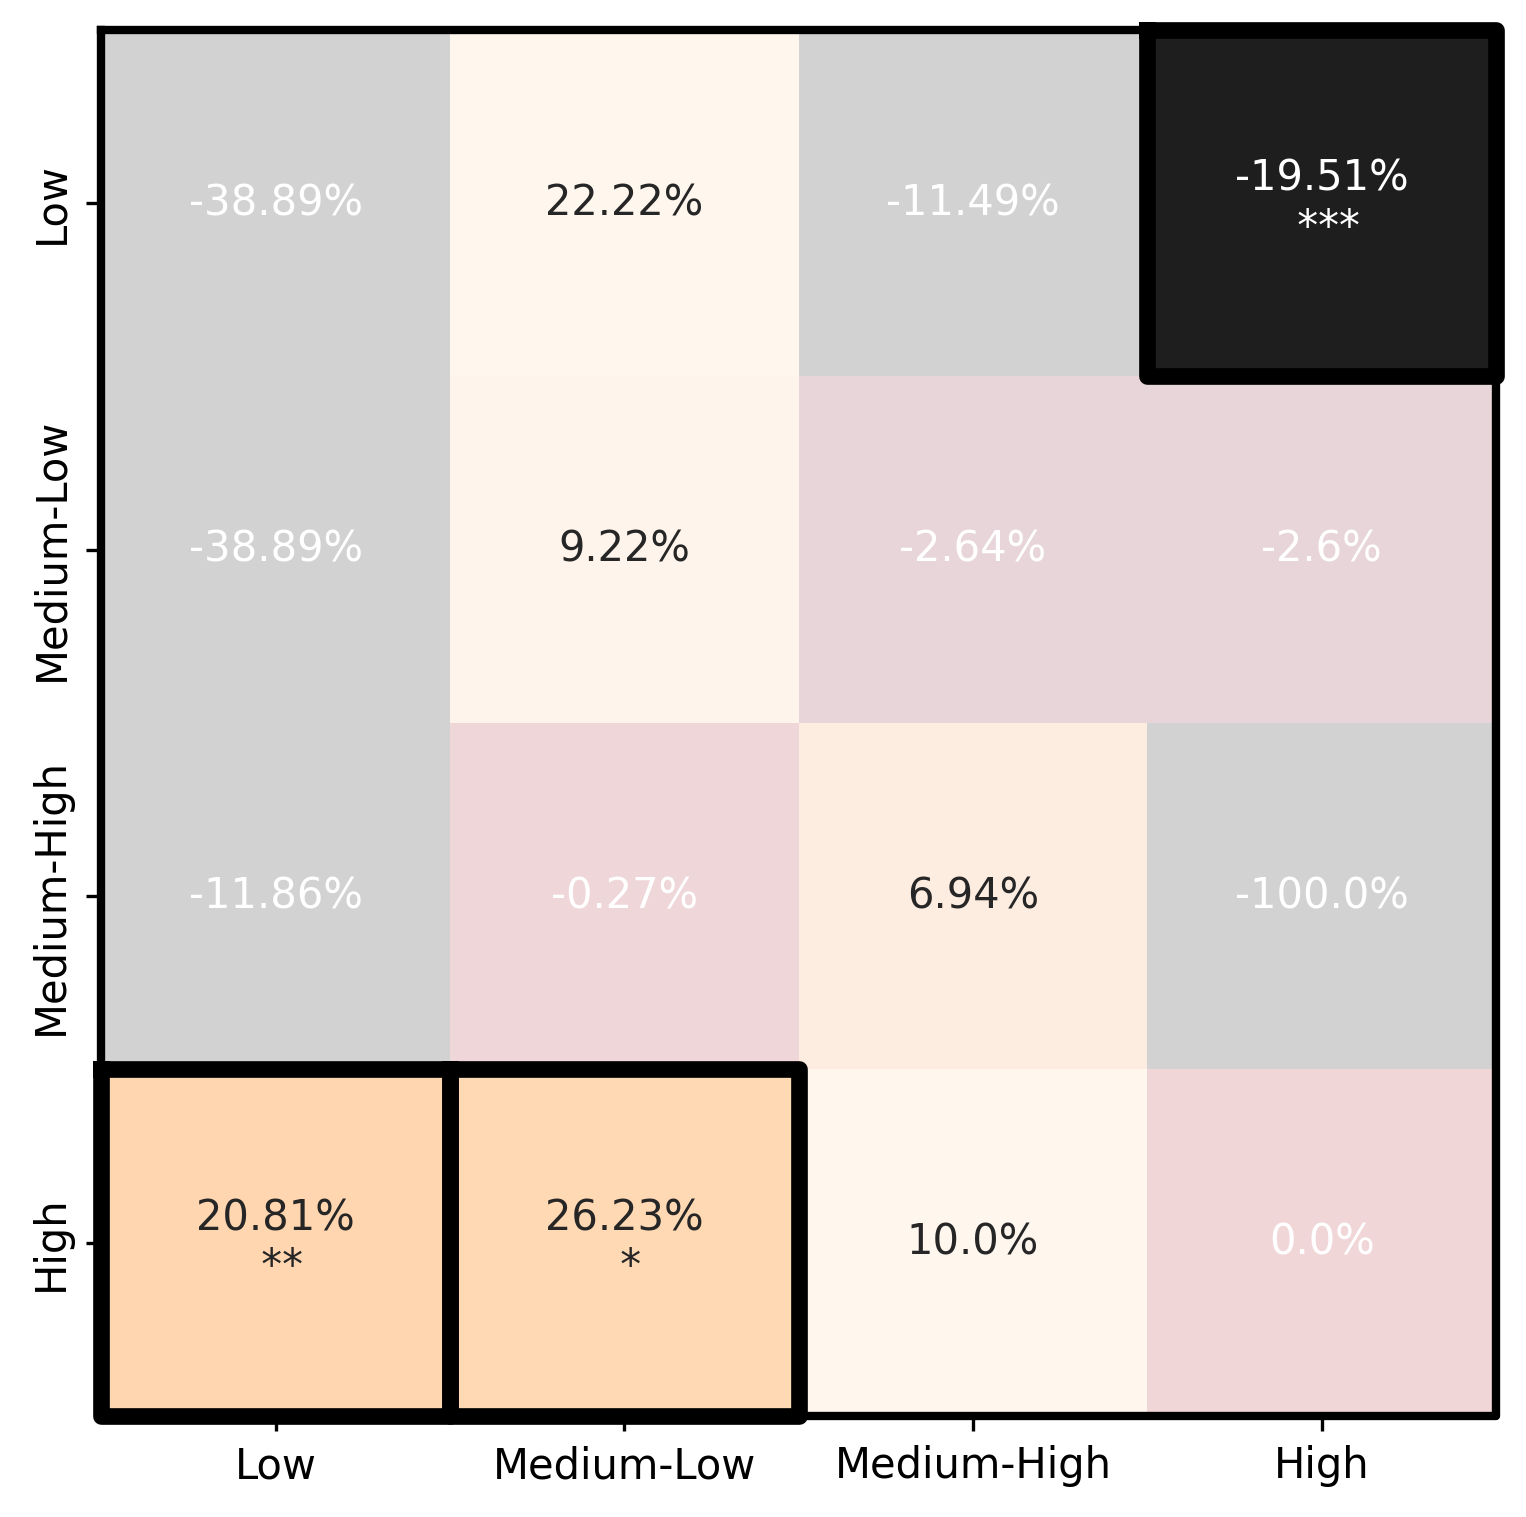 Low
-38.89%
22.22%
-11.49%
-19.51%
***
Medium-Low
-38.89%
9.22%
-2.64%
-2.6%
Medium-High
-11.86%
-0.27%
6.94%
-100.0%
High
20.81%
**
26.23%
*
10.0%
0.0%
Low
Medium-Low
Medium-High
High